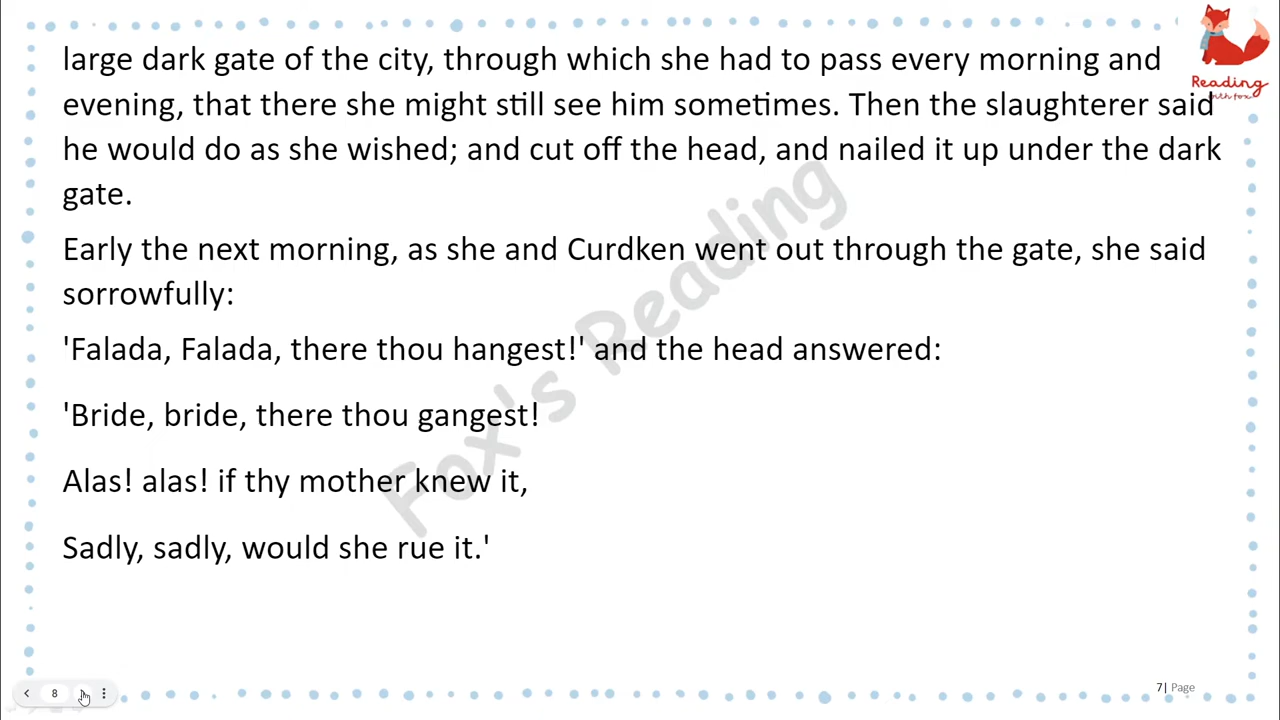 large dark gate of the city, through which she had to pass every morning and
evening, that there she might still see him sometimes. Then the slaughterer said
he would do as she wished; and cut off the head, and nailed it up under the dark
gate.
Early the next morning, as she and Curdken went out through the gate, she said
sorrowfully:
'Falada, Falada, there thou hangest!' and the head answered:
'Bride, bride, there thou gangest!
Alas! alas! if thy mother knew it,
Sadly, sadly, would she rue it.'
Fox's Reading
Reading
with fox
8
7| Page